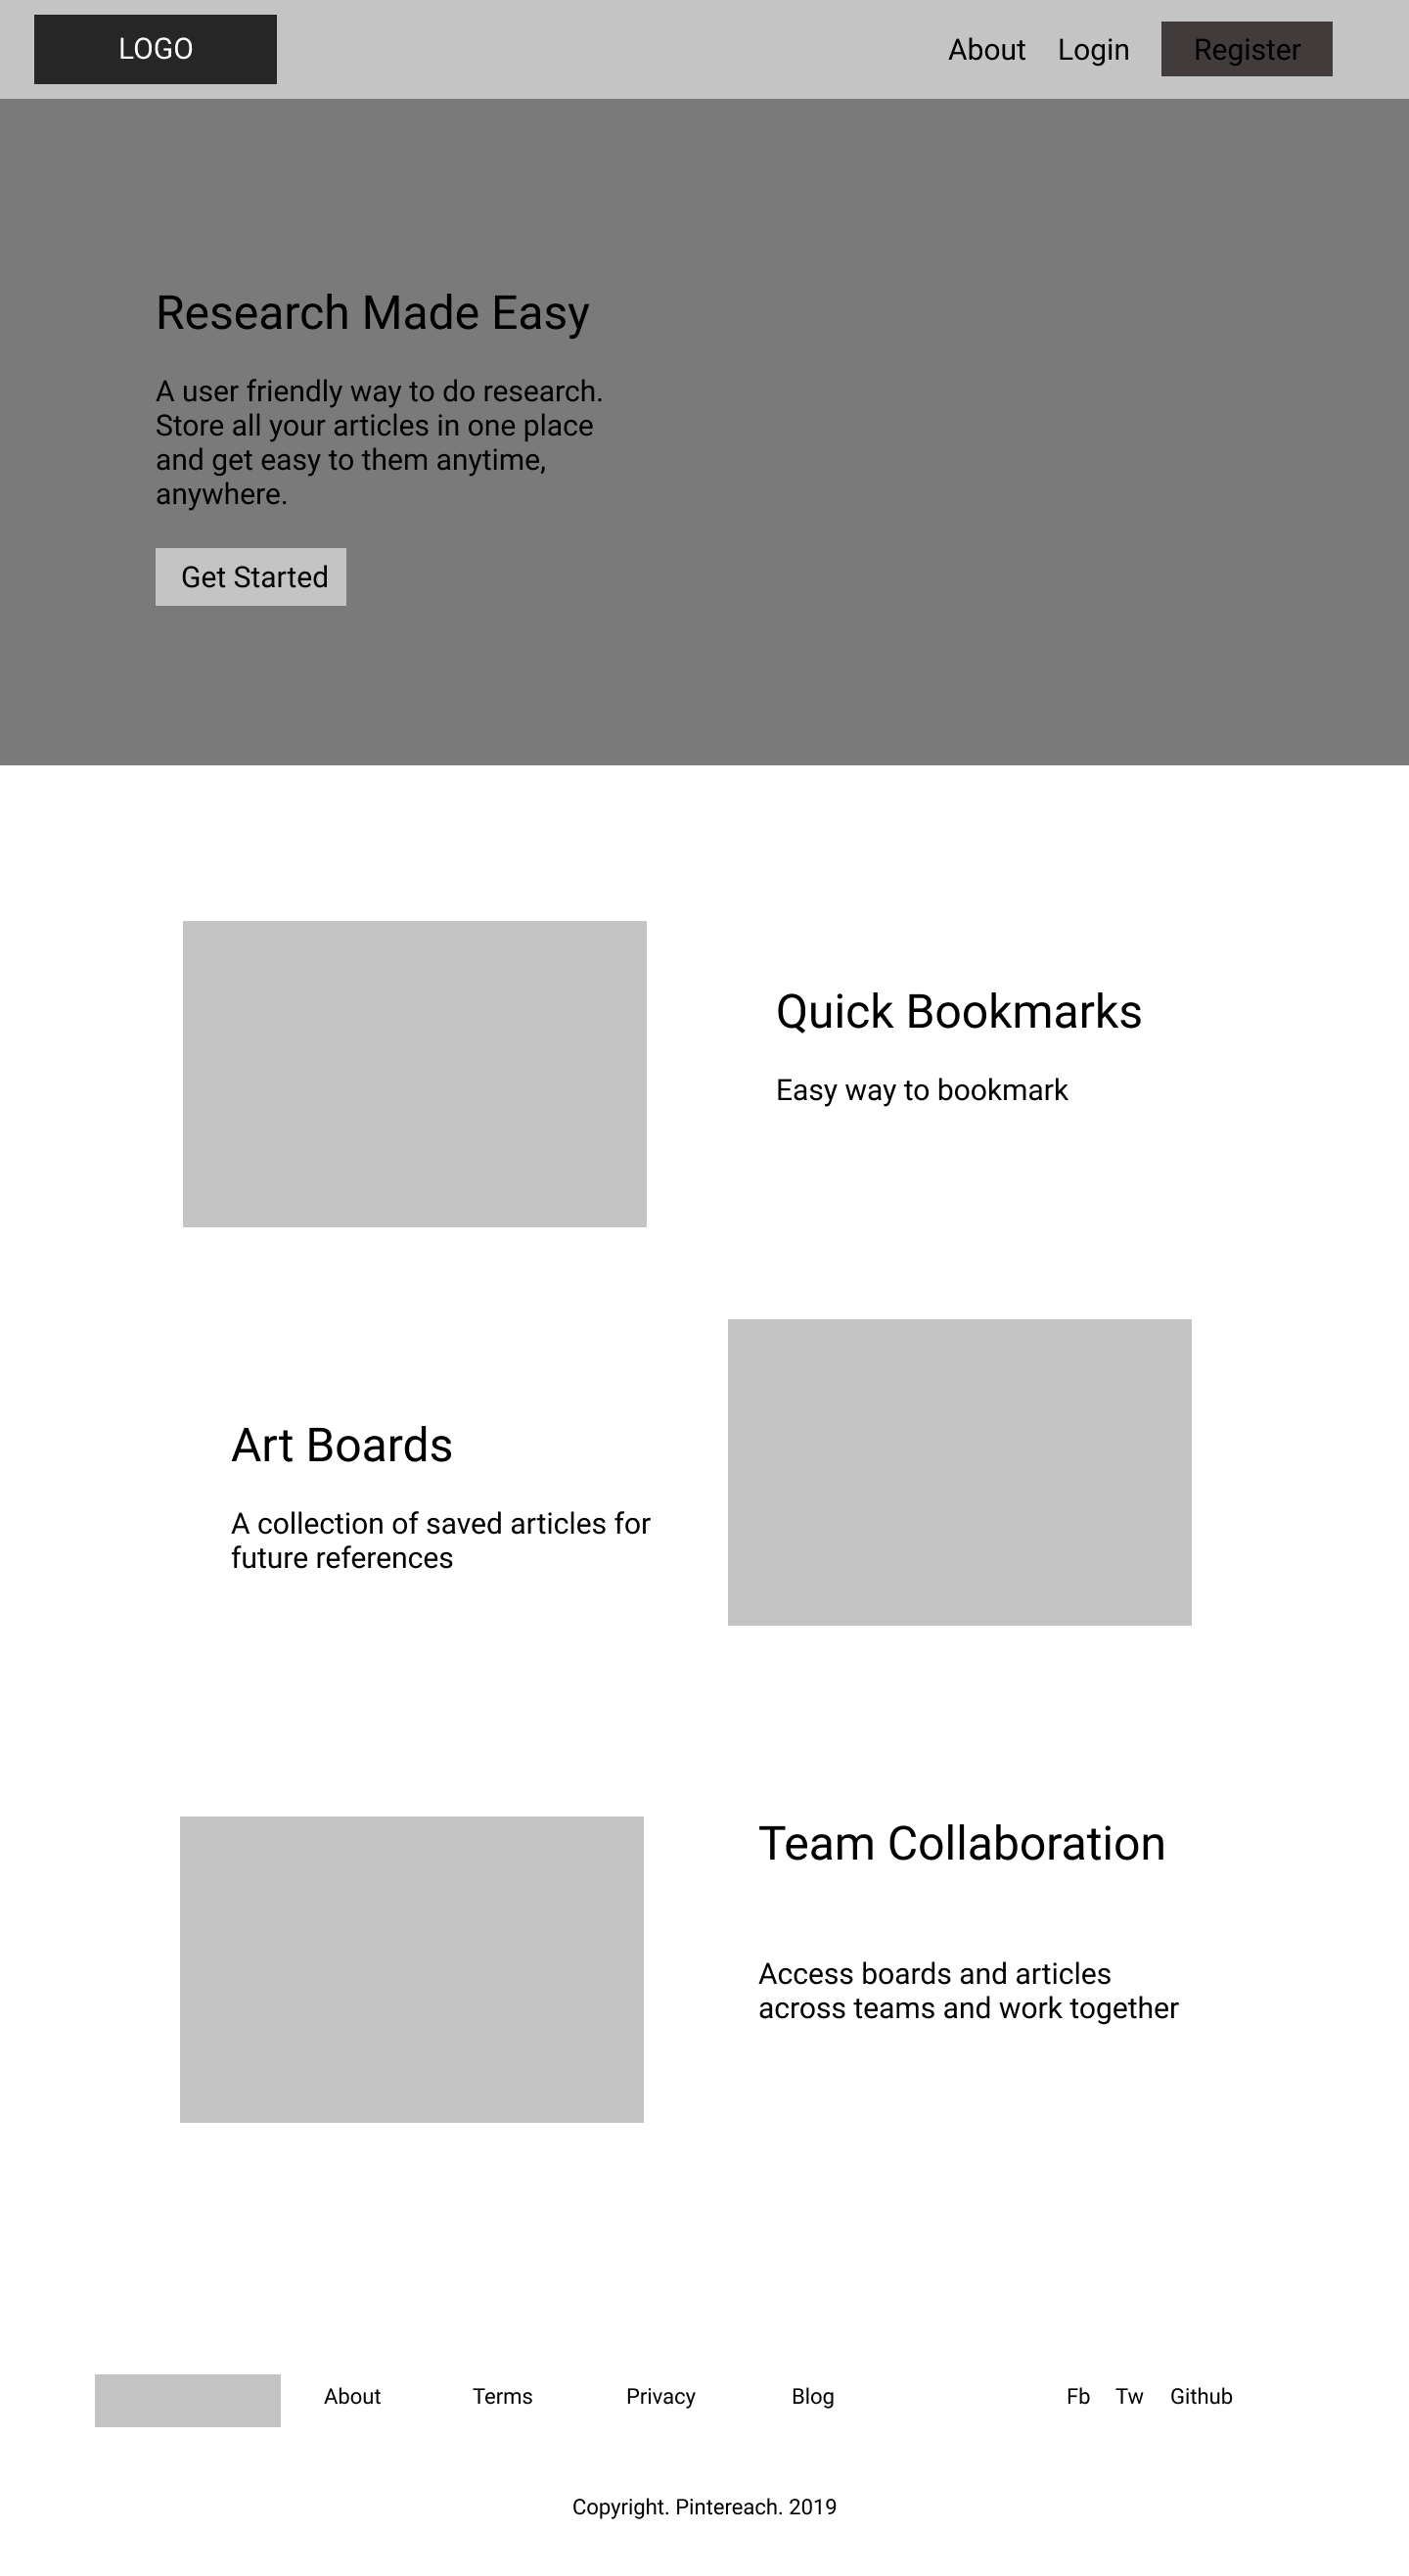 LOGO
About
Login
Register
Research Made Easy
A user friendly way to do research.
Store all your articles in one place
and get easy to them anytime,
anywhere.
Get Started
Quick Bookmarks
Easy way to bookmark
Art Boards
A collection of saved articles for
future references
Team Collaboration
Access boards and articles
across teams and work together
About
Terms
Privacy
Blog
Fb
Tw
Github
Copyright. Pintereach. 2019